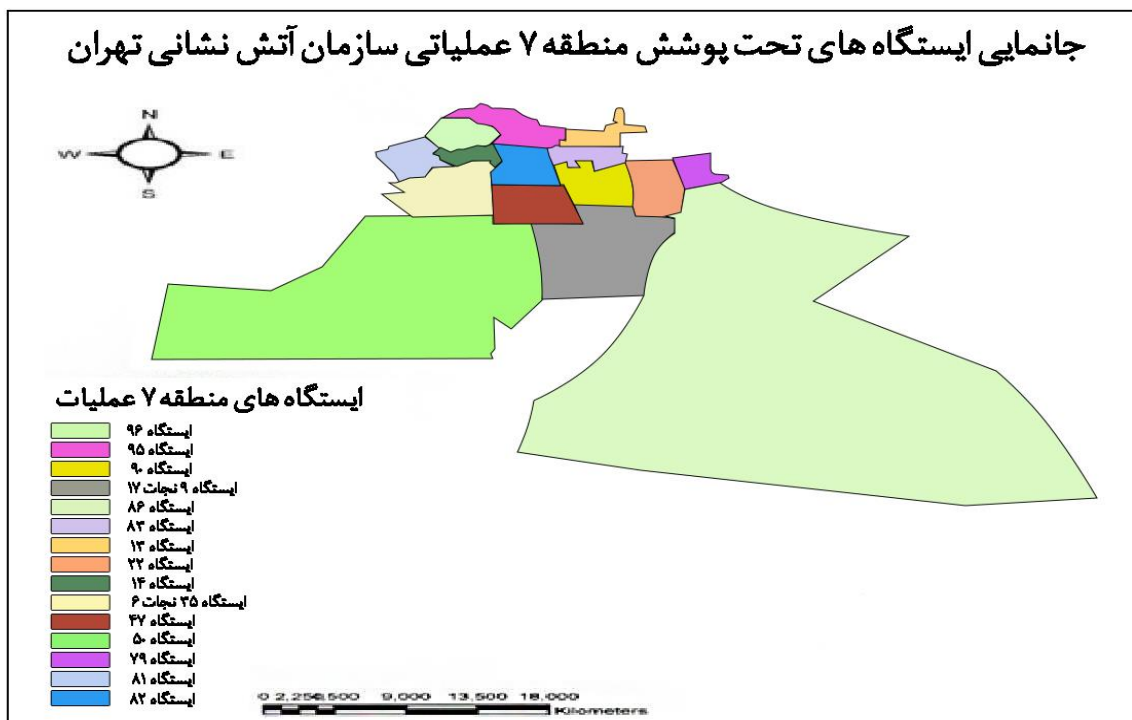 جانمایی ایستگاه های تحت پوشش منطقه ۷ عملیاتی سازمان آتش نشانی تهران
N
W E
S
ایستگاه های منطقه ۷ عملیات
ایستگاه ۹۶
ایستگاه ۹۵
ایستگاه ۹۰
ایستگاه ۹ نجات ۱۷
ایستگاه ۸۶
ایستگاه ۸۳
ایستگاه ۱۳
ایستگاه ۲۲
ایستگاه ۱۴
ایستگاه ۳۵ نجات ۶
ایستگاه ۴۷
ایستگاه ۵۰
ایستگاه ۷۹
ایستگاه ۸۱
ایستگاه ۸۲
0 2,250 4,500 9,000 13,500 18,000
Kilometers